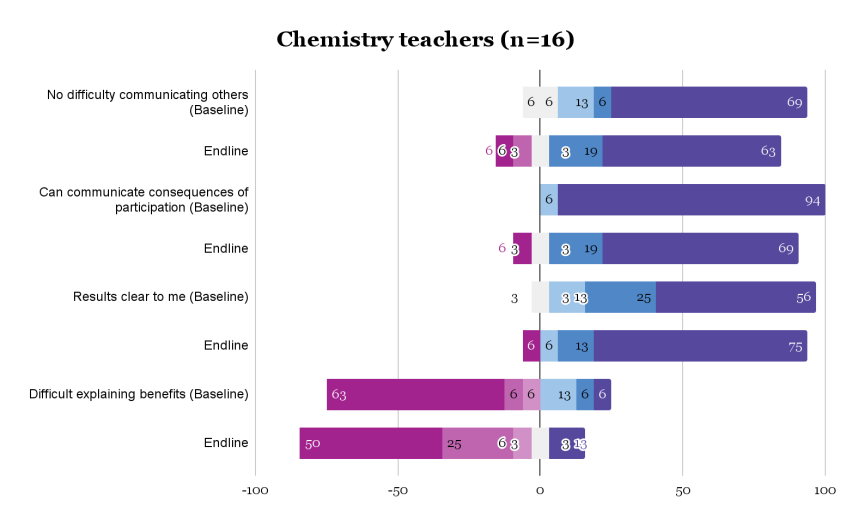 Chemistry teachers (n=16)
No difficulty communicating others
(Baseline)
6 6 13 6 69
Endline
6 6 3 3 19 63
Can communicate consequences of
participation (Baseline)
6 94
Endline
6 3 3 19 69
Results clear to me (Baseline)
3 3 13 25 56
Endline
6 6 13 75
Difficult explaining benefits (Baseline)
63 6 6 13 6 6
Endline
50 25 6 3 3 13
-100 -50 0 50 100